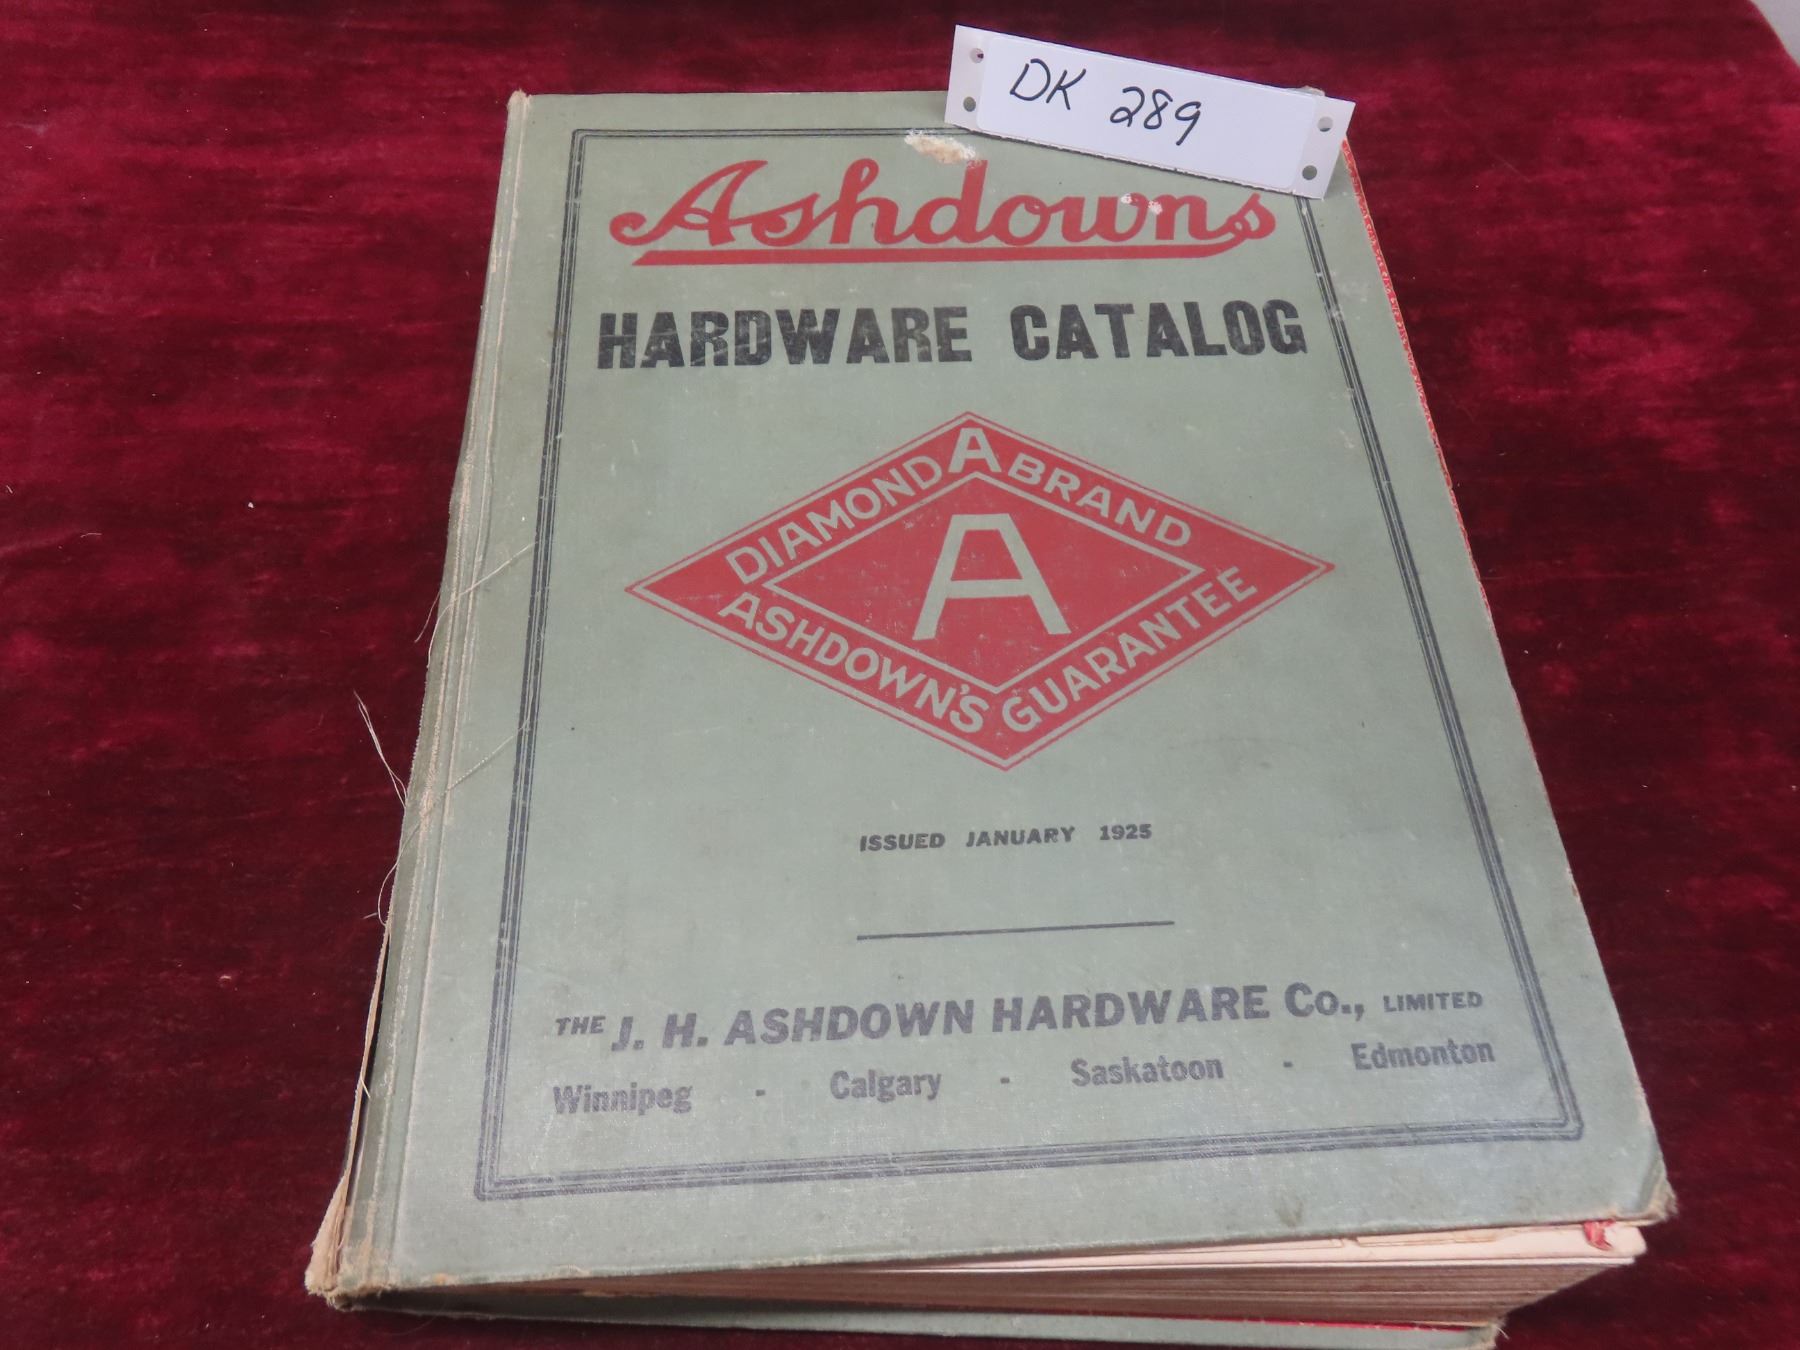 DK 289
Ashdowns
HARDWARE CATALOG
DIAMOND A BRAND
A
ASHDOWN'S GUARANTEE
ISSUED JANUARY 1925
THE J. H. ASHDOWN HARDWARE Co., LIMITED
Winnipeg - Calgary - Saskatoon - Edmonton